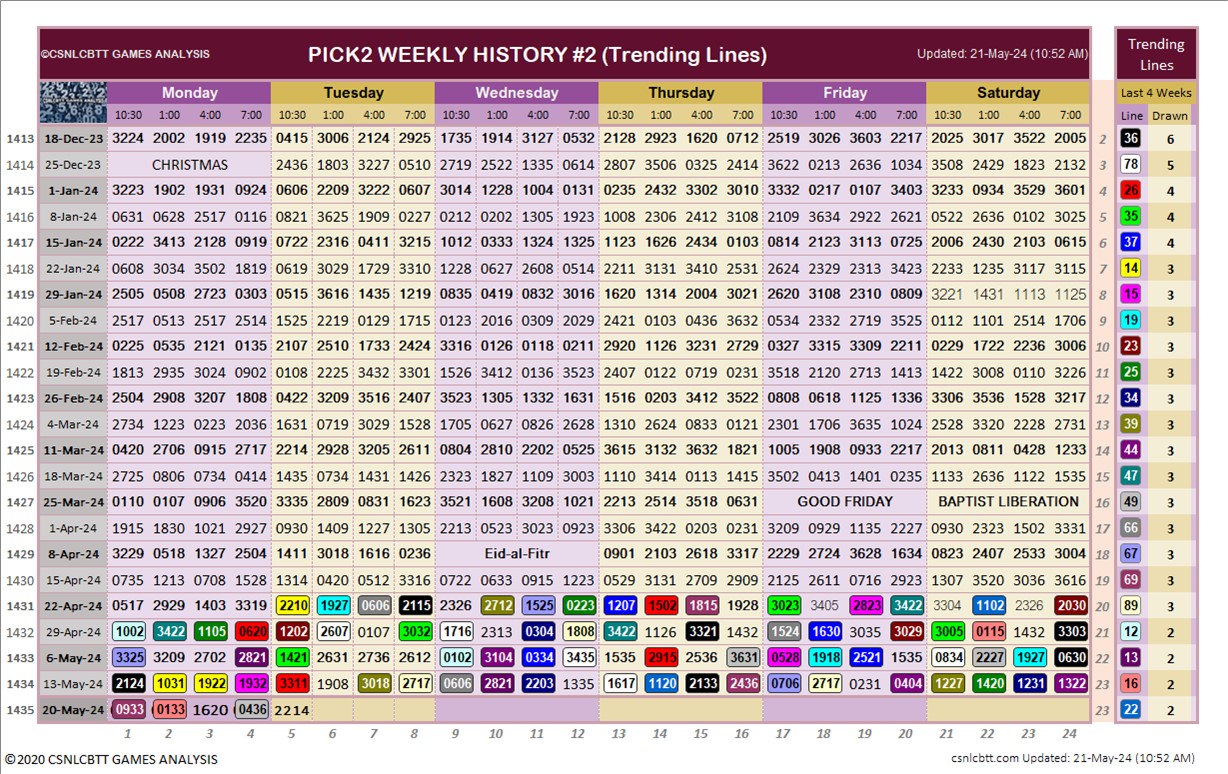 ©CSNLCBTT GAMES ANALYSIS PICK2 WEEKLY HISTORY #2 (Trending Lines) Updated: 21-May-24 (10:52 AM)
Trending
Lines
Monday Tuesday Wednesday Thursday Friday Saturday Last 4 Weeks
10:30 1:00 4:00 7:00 10:30 1:00 4:00 7:00 10:30 1:00 4:00 7:00 10:30 1:00 4:00 7:00 10:30 1:00 4:00 7:00 10:30 1:00 4:00 7:00 Line Drawn
1413 18-Dec-23 3224 2002 1919 2235 0415 3006 2124 2925 1735 1914 3127 0532 2128 2923 1620 0712 2519 3026 3603 2217 2025 3017 3522 2005 2 36 6
1414 25-Dec-23 CHRISTMAS 2436 1803 3227 0510 2719 2522 1335 0614 2807 3506 0325 2414 3622 0213 2636 1034 3508 2429 1823 2132 3 78 5
1415 1-Jan-24 3223 1902 1931 0924 0606 2209 3222 0607 3014 1228 1004 0131 0235 2432 3302 3010 3332 0217 0107 3403 3233 0934 3529 3601 4 26 4
1416 8-Jan-24 0631 0628 2517 0116 0821 3625 1909 0227 0212 0202 1305 1923 1008 2306 2412 3108 2109 3634 2922 2621 0522 2636 0102 3025 5 35 4
1417 15-Jan-24 0222 3413 2128 0919 0722 2316 0411 3215 1012 0333 1324 1325 1123 1626 2434 0103 0814 2123 3113 0725 2006 2430 2103 0615 6 37 4
1418 22-Jan-24 0608 3034 3502 1819 0619 3029 1729 3310 1228 0627 2608 0514 2211 3131 3410 2531 2624 2329 2313 3423 2233 1235 3117 3115 7 14 3
1419 29-Jan-24 2505 0508 2723 0303 0515 3616 1435 1219 0835 0419 0832 3016 1620 1314 2004 3021 2620 3108 2310 0809 3221 1431 1113 1125 8 15 3
1420 5-Feb-24 2517 0513 2517 2514 1525 2219 0129 1715 0123 2016 0309 2029 2421 0103 0436 3632 0534 2332 7719 3525 0112 1101 2514 1706 9 19 3
1421 12-Feb-24 0225 0535 2121 0135 2107 2510 1733 2424 3316 0126 0118 0211 2920 1126 3231 2729 0327 3315 3309 2211 0229 1722 2236 3006 10 23 3
1422 19-Feb-24 1813 2935 3024 0902 0108 2225 3432 3301 1526 3412 0136 3523 2407 0122 0719 0231 3518 2120 2713 1413 1422 3008 0110 3226 11 25 3
1423 26-Feb-24 2504 2908 3207 1808 0422 3209 3516 2407 3523 1305 1332 1631 1516 0203 3412 3522 0808 0618 1125 1336 3306 3536 1528 3217 12 34 3
1424 4-Mar-24 2734 1223 0223 2036 1631 0719 3029 1528 1705 0627 0826 2628 1310 2624 0833 0121 2301 1706 3635 1024 2528 3320 2228 2731 13 39 3
1425 11-Mar-24 0420 2706 0915 2717 2214 2928 3205 2611 0804 2810 2202 0525 3615 3132 3632 1821 1005 1908 0933 2217 2013 0811 0428 1233 14 44 3
1426 18-Mar-24 2725 0806 0734 0414 1435 0734 1431 1426 2323 1827 1109 3003 1110 3414 3414 1415 3502 0413 1401 0235 1133 2636 1122 1535 15 47 3
1427 25-Mar-24 0110 0107 0906 3520 3335 2809 0831 1623 3521 1608 3208 1021 2213 2514 3518 0631 GOOD FRIDAY BAPTIST LIBERATION 16 49 3
1428 1-Apr-24 1915 1830 1021 2927 0930 1409 1227 1305 2213 0523 3023 0923 3306 3422 0203 0231 3209 0929 1135 2227 0930 2323 1502 3331 17 66 3
1429 8-Apr-24 3229 0518 1327 2504 1411 3018 1616 0236 Eid-al-Fitr 0901 2103 2618 3317 2229 2724 3628 1634 0823 2407 2533 3004 18 67 3
1430 15-Apr-24 0735 1213 0708 1528 1314 0420 0512 3316 0722 0633 0915 1223 0529 3131 2709 2909 2125 2611 0716 2923 1307 3520 3036 3616 19 69 3
1431 22-Apr-24 0517 2929 1403 3319 2210 1927 0606 2115 2326 2712 1525 0223 1207 1502 1815 1928 3023 3405 2823 3422 3304 1102 2326 2030 20 89 3
1432 29-Apr-24 1002 3422 1105 0620 1202 2607 0107 3032 1716 2313 0304 1808 3422 1126 3321 1432 1524 1630 3035 3029 3005 0115 1432 3303 21 12 2
1433 6-May-24 3325 3209 2702 2821 1421 2631 2736 2612 0102 3104 0334 3435 1535 2915 2536 3631 0528 1918 2521 1535 0834 2227 1927 0630 22 13 2
1434 13-May-24 2124 1031 1922 1932 3311 1908 3018 2717 0606 2821 2203 1335 1617 1120 2133 2436 0706 2717 0231 0404 1227 1420 1231 1322 23 16 2
1435 20-May-24 0933 0133 1620 0436 2214 23 22 2
1 2 3 4 5 6 7 8 9 10 11 12 13 14 15 16 17 18 19 20 21 22 23 24
©2020 CSNLCBTT GAMES ANALYSIS csnlcbtt.com Updated: 21-May-24 (10:52 AM)